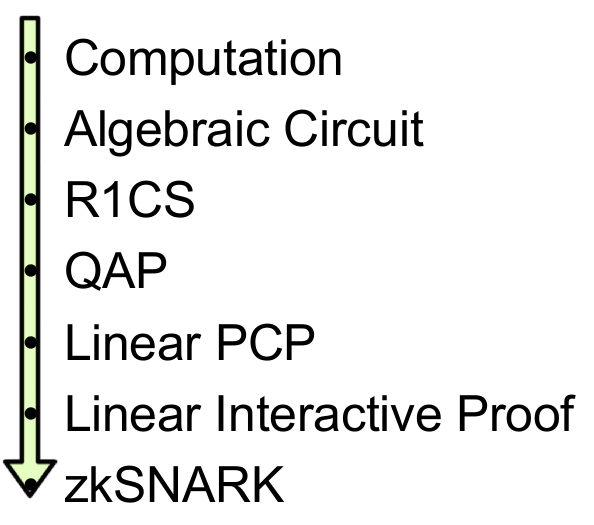 Computation
Algebraic Circuit
R1CS
QAP
Linear PCP
Linear Interactive Proof
zkSNARK